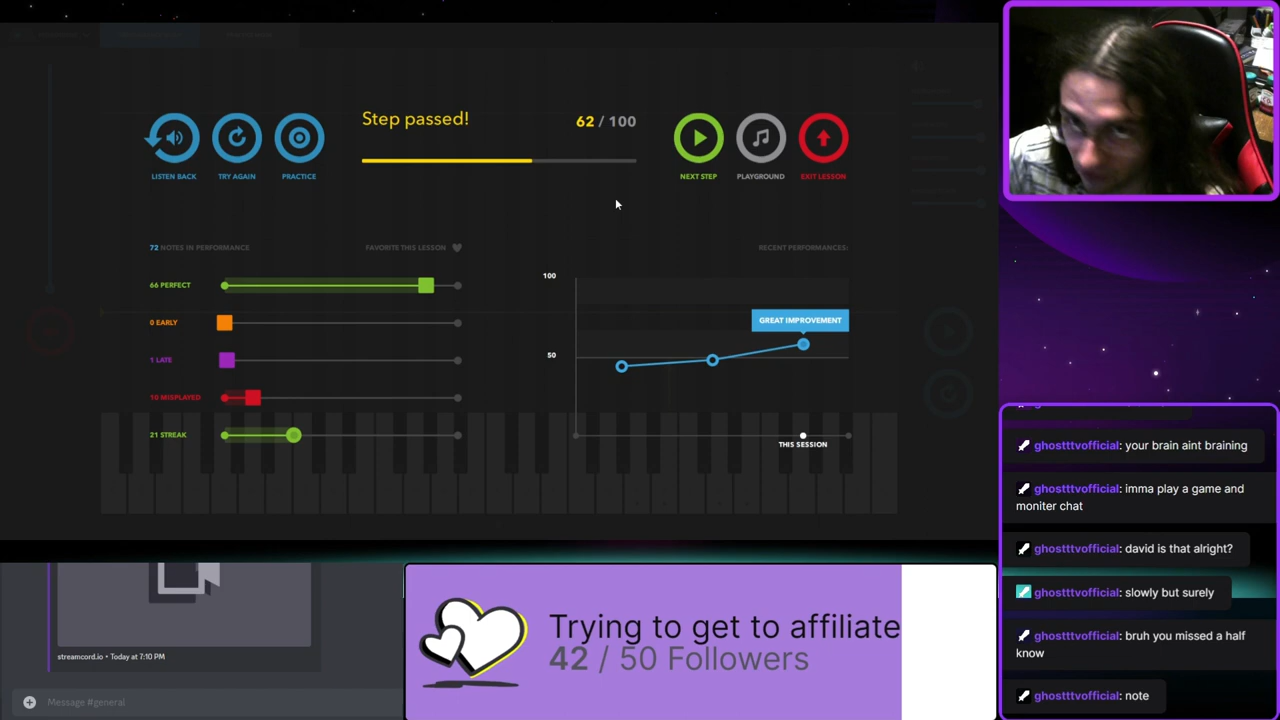 Step passed!
62 / 100
LISTEN BACK
TRY AGAIN
PRACTICE
NEXT STEP
PLAYGROUND
EXIT LESSON
72 NOTES IN PERFORMANCE
FAVORITE THIS LESSON
RECENT PERFORMANCES:
66 PERFECT
0 EARLY
1 LATE
10 MISPLAYED
21 STREAK
100
50
GREAT IMPROVEMENT
THIS SESSION
ghostttvofficial: your brain aint braining
ghostttvofficial: imma play a game and
moniter chat
ghostttvofficial: david is that alright?
ghostttvofficial: slowly but surely
ghostttvofficial: bruh you missed a half
know
ghostttvofficial: note
streamcord.io • Today at 7:10 PM
Message #general
Trying to get to affiliate
42 / 50 Followers